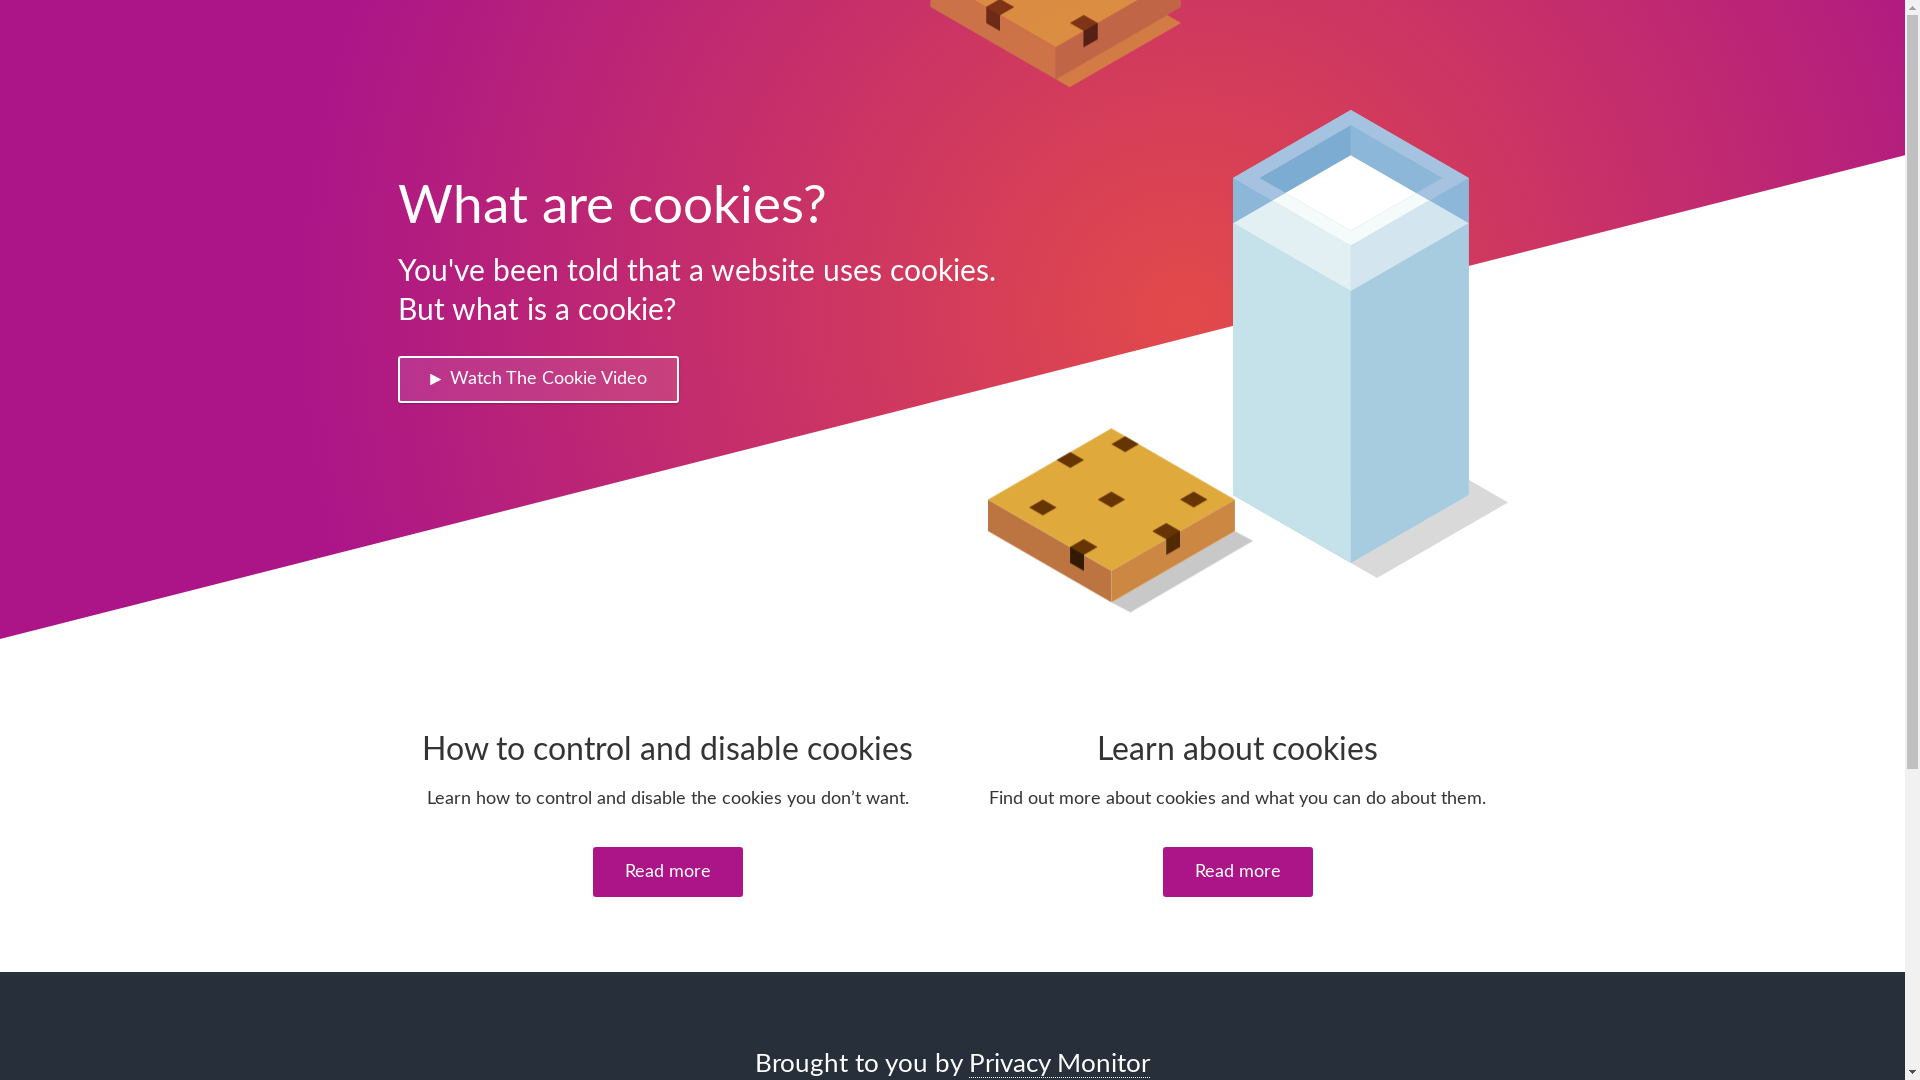 What are cookies?
You've been told that a website uses cookies.
But what is a cookie?
▶ Watch The Cookie Video
How to control and disable cookies
Learn how to control and disable the cookies you don’t want.
Read more
Learn about cookies
Find out more about cookies and what you can do about them.
Read more
Brought to you by Privacy Monitor